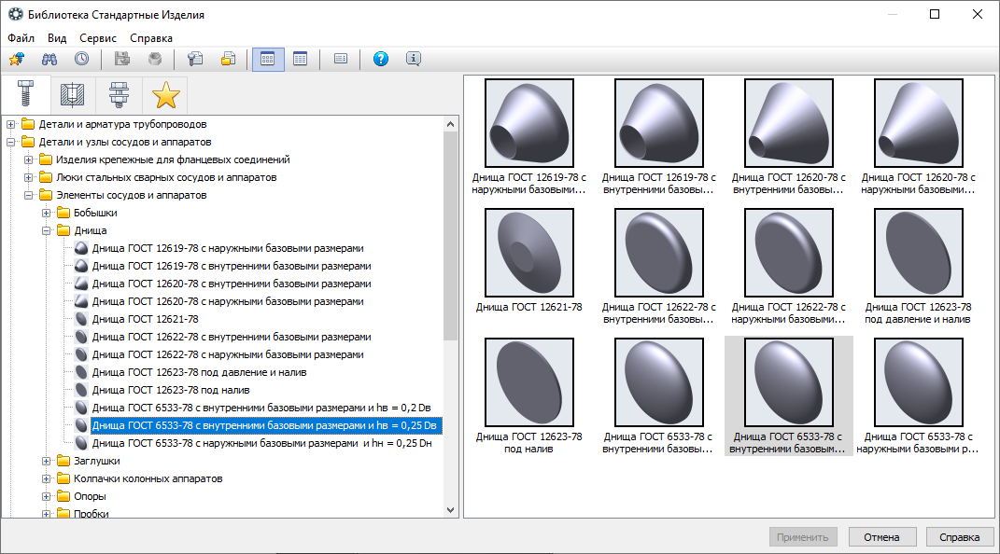 Библиотека Стандартные Изделия
Файл Вид Сервис Справка
Детали и арматура трубопроводов
Детали и узлы сосудов и аппаратов
Изделия крепежные для фланцевых соединений
Люки стальных сварных сосудов и аппаратов
Элементы сосудов и аппаратов
Бобышки
Днища
Днища ГОСТ 12619-78 с наружными базовыми размерами
Днища ГОСТ 12619-78 с внутренними базовыми размерами
Днища ГОСТ 12620-78 с внутренними базовыми размерами
Днища ГОСТ 12620-78 с наружными базовыми размерами
Днища ГОСТ 12621-78
Днища ГОСТ 12622-78 с внутренними базовыми размерами
Днища ГОСТ 12622-78 с наружными базовыми размерами
Днища ГОСТ 12623-78 под давление и налив
Днища ГОСТ 12623-78 под налив
Днища ГОСТ 6533-78 с внутренними базовыми размерами и hв = 0,2 Dв
Днища ГОСТ 6533-78 с внутренними базовыми размерами и hв = 0,25 Dв
Днища ГОСТ 6533-78 с наружными базовыми размерами и hн = 0,25 Dн
Заглушки
Колпачки колонных аппаратов
Опоры
Пробки
Днища ГОСТ 12619-78 с
наружными базовыми...
Днища ГОСТ 12619-78 с
внутренними базовы...
Днища ГОСТ 12620-78 с
внутренними базовы...
Днища ГОСТ 12620-78 с
наружными базовыми...
Днища ГОСТ 12621-78
Днища ГОСТ 12622-78 с
внутренними базовы...
Днища ГОСТ 12622-78 с
наружными базовыми...
Днища ГОСТ 12623-78
под давление и налив
Днища ГОСТ 12623-78
под налив
Днища ГОСТ 6533-78 с
внутренними базовы...
Днища ГОСТ 6533-78 с
внутренними базовым...
Днища ГОСТ 6533-78 с
наружными базовыми р...
Применить Отмена Справка